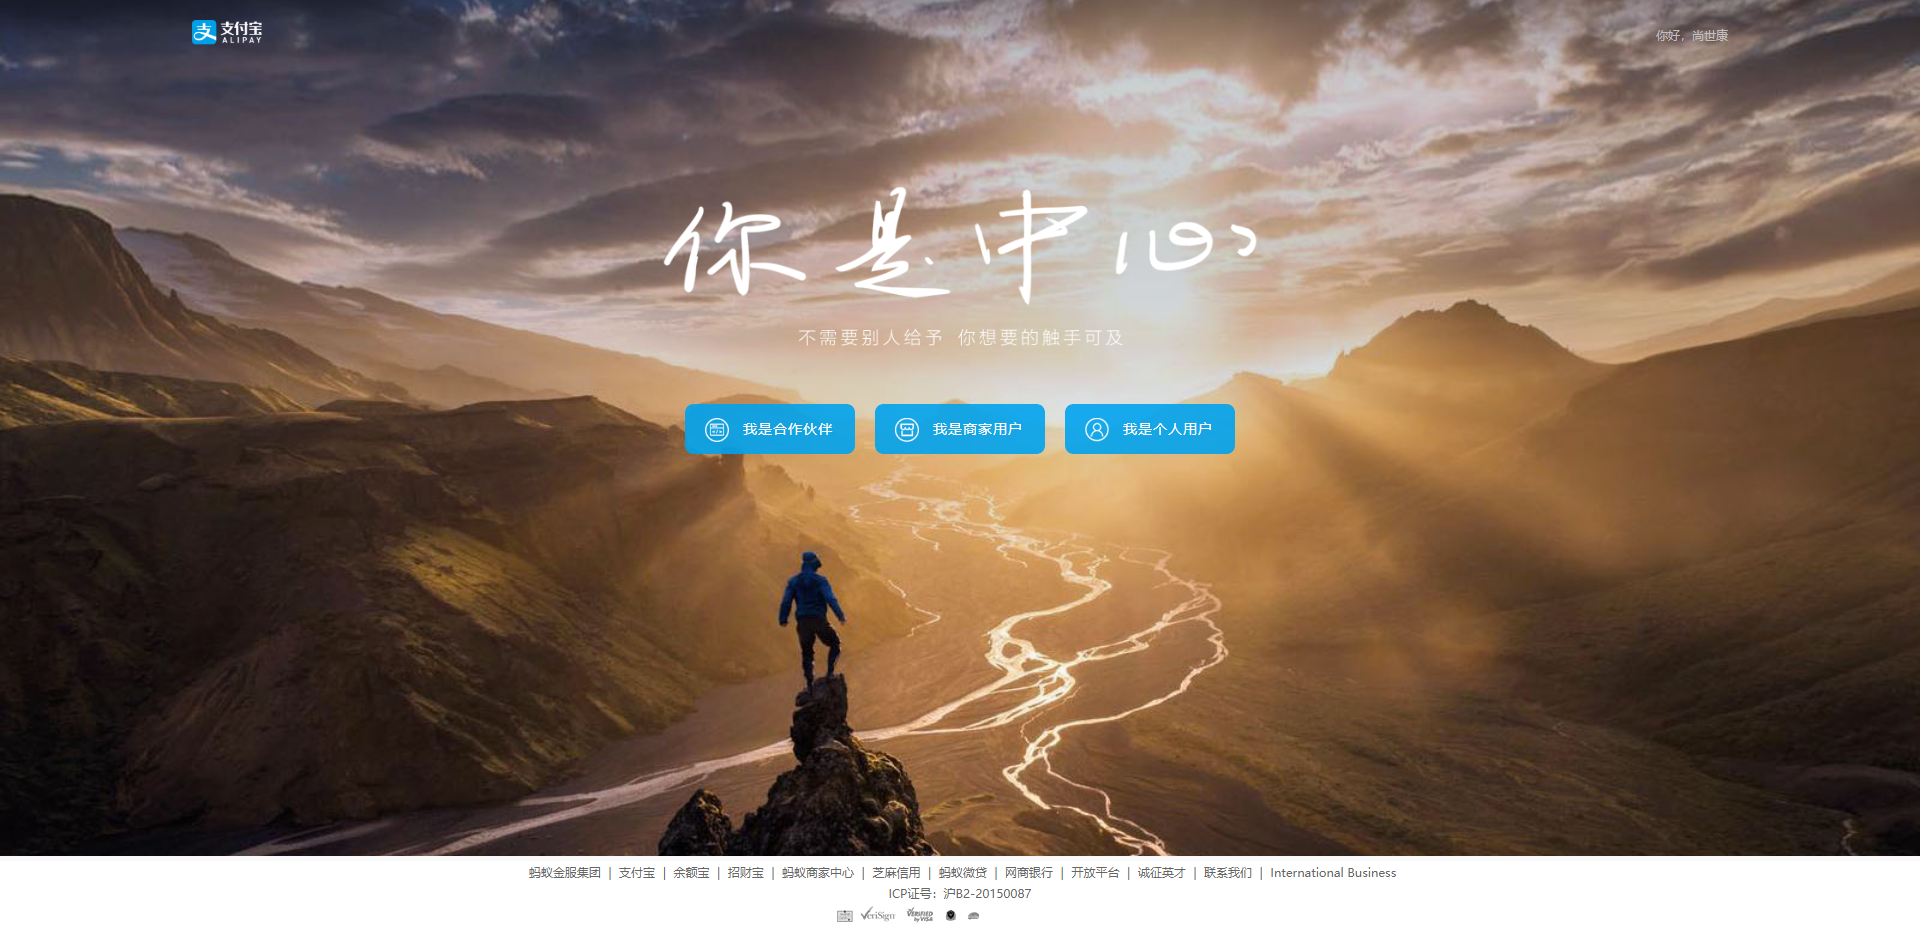 支付宝
ALIPAY
你好，尚世康
你是中心
不需要别人给予 你想要的触手可及
我是合作伙伴
我是商家用户
我是个人用户
蚂蚁金服集团 | 支付宝 | 余额宝 | 招财宝 | 蚂蚁商家中心 | 芝麻信用 | 蚂蚁微贷 | 网商银行 | 开放平台 | 诚征英才 | 联系我们 | International Business
ICP证号：沪B2-20150087
VeriSign
VERIFIED
by VISA